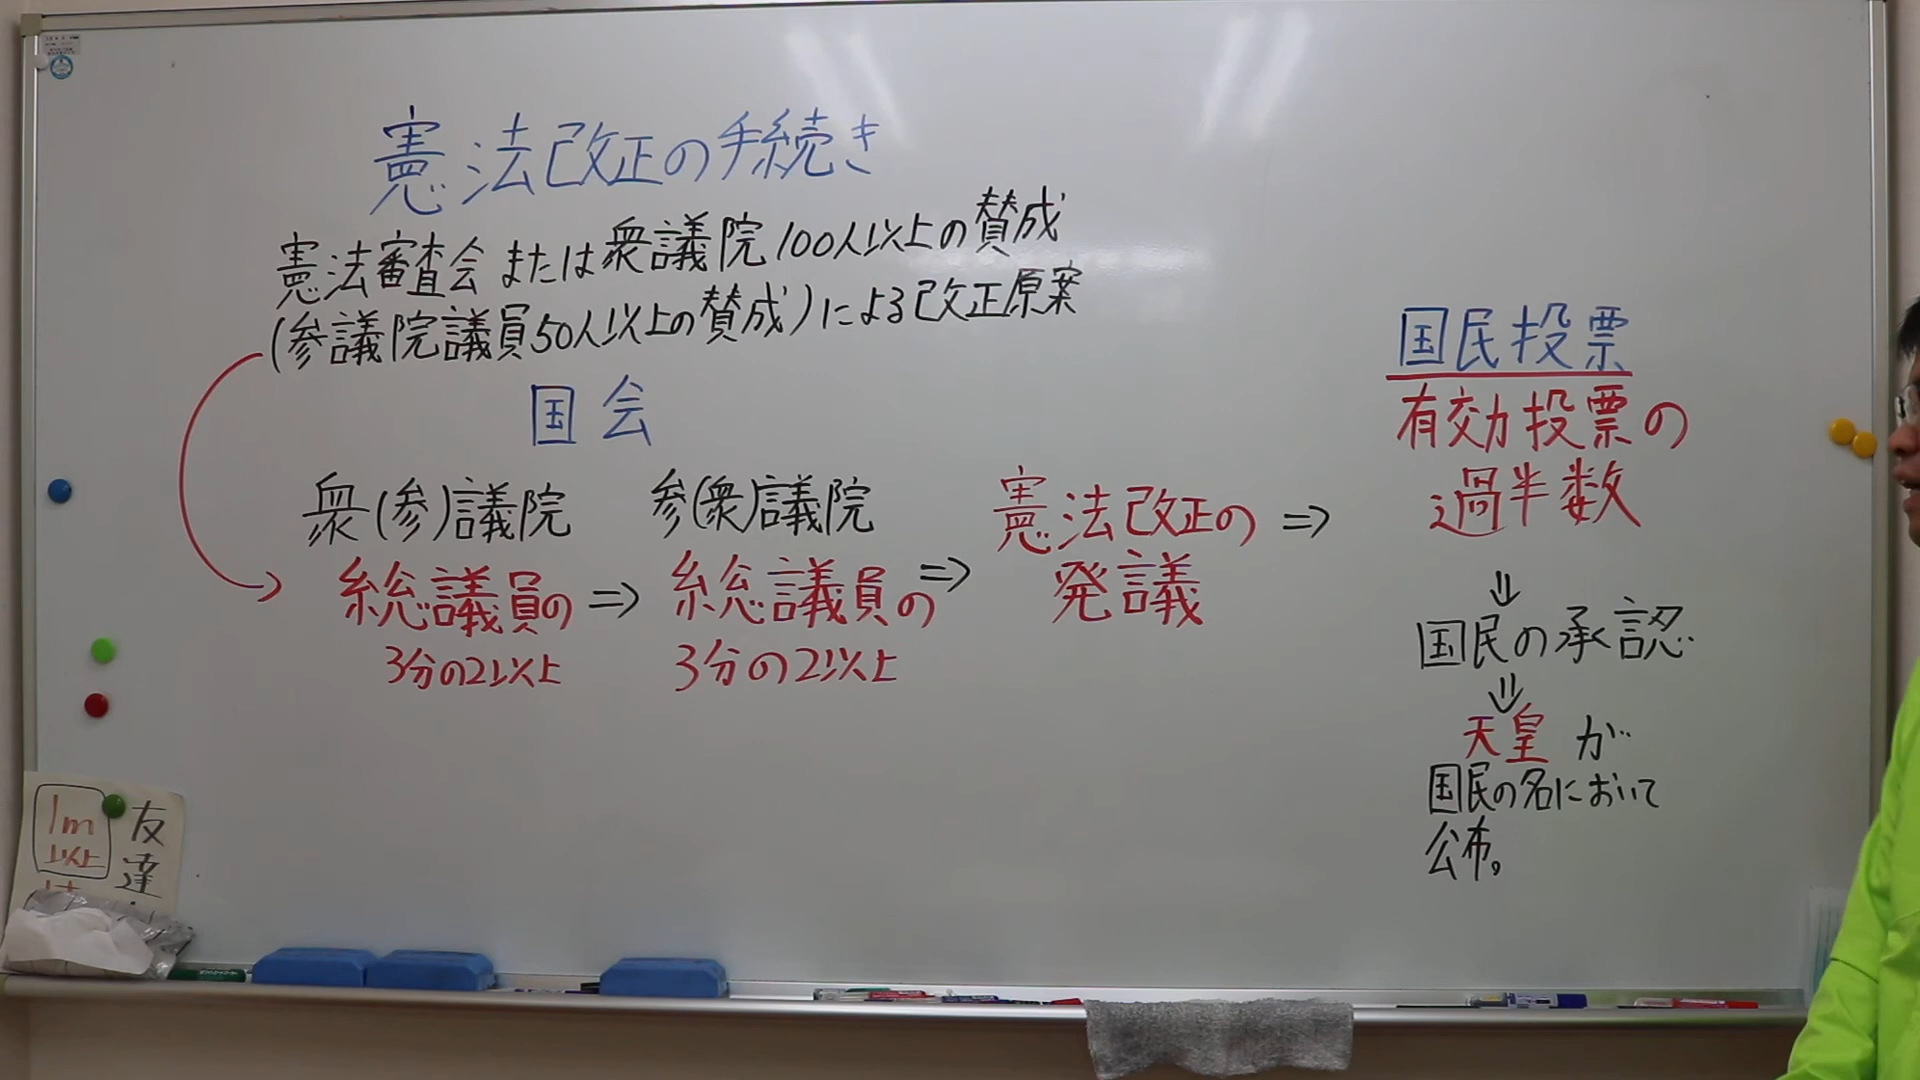 憲法改正の手続き
憲法審査会または衆議院100人以上の賛成
(参議院議員50人以上の賛成)による改正原案
国会
衆(参)議院
総議員の
3分の2以上
⇒
参(衆)議院
総議員の
3分の2以上
⇒
憲法改正の
発議
⇒
国民投票
有効投票の
過半数
⇓
国民の承認
⇓
天皇が
国民の名において
公布。
1m
以上
友達